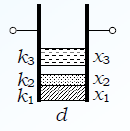 k₃ x₃
k₂ x₂
k₁ x₁
d